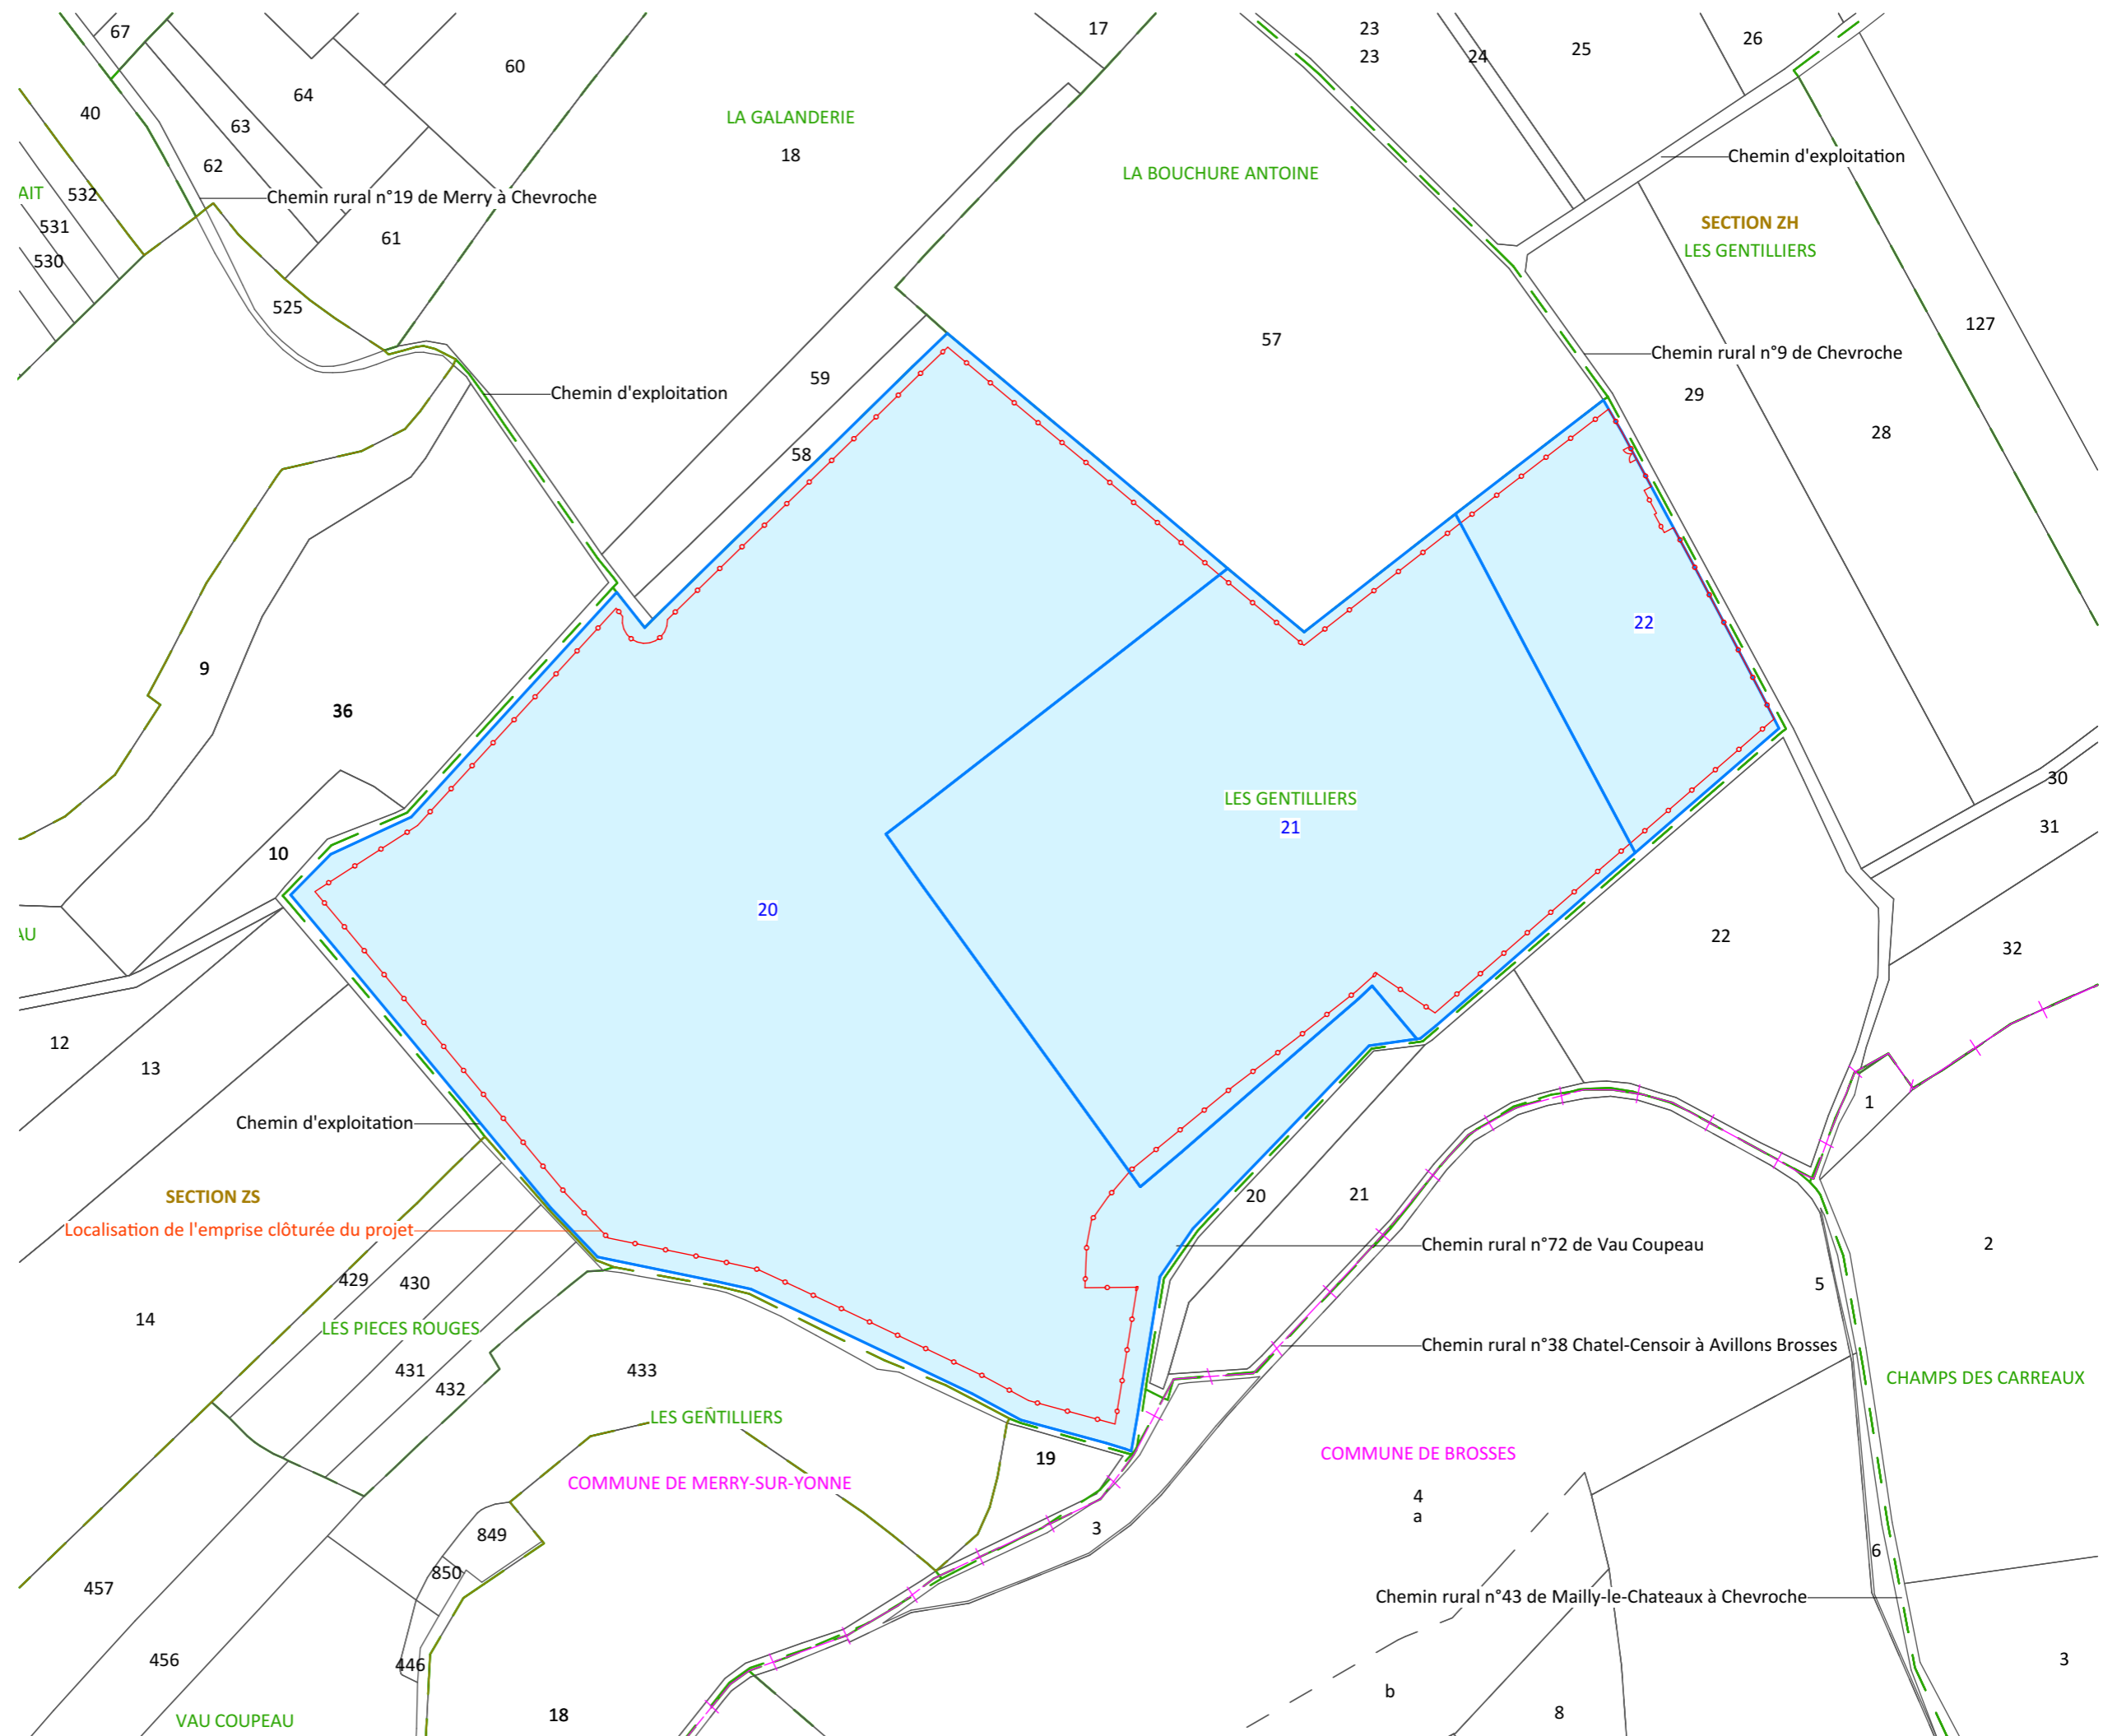 67
17
23
23
24
25
26
60
64
40
63
62
LA GALANDERIE
18
LA BOUCHURE ANTOINE
Chemin d'exploitation
AIT
532
531
530
Chemin rural n°19 de Merry à Chevroche
61
SECTION ZH
LES GENTILLIERS
525
57
127
Chemin rural n°9 de Chevroche
59
Chemin d'exploitation
29
28
58
9
36
22
30
LES GENTILLIERS
21
31
10
20
AU
22
32
12
13
1
Chemin d'exploitation
SECTION ZS
Localisation de l'emprise clôturée du projet
20
21
Chemin rural n°72 de Vau Coupeau
2
429
430
5
14
LES PIECES ROUGES
Chemin rural n°38 Chatel-Censoir à Avillons Brosses
431
432
433
CHAMPS DES CARREAUX
LES GENTILLIERS
19
COMMUNE DE BROSSES
COMMUNE DE MERRY-SUR-YONNE
4
a
849
3
850
6
457
Chemin rural n°43 de Mailly-le-Chateaux à Chevroche
456
446
3
b
VAU COUPEAU
18
8